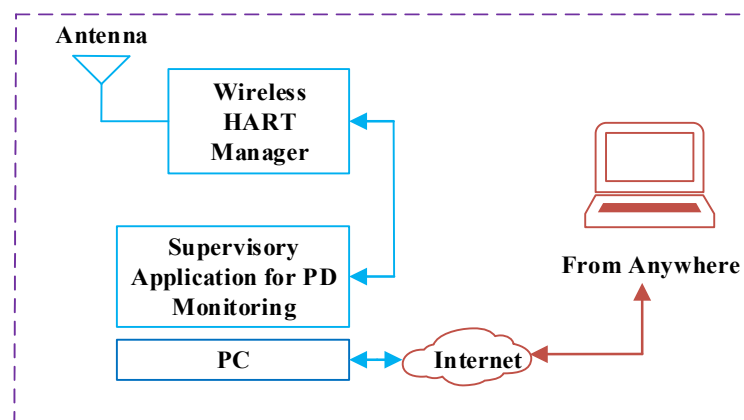 Antenna
Wireless
HART
Manager
Supervisory
Application for PD
Monitoring
From Anywhere
PC
Internet